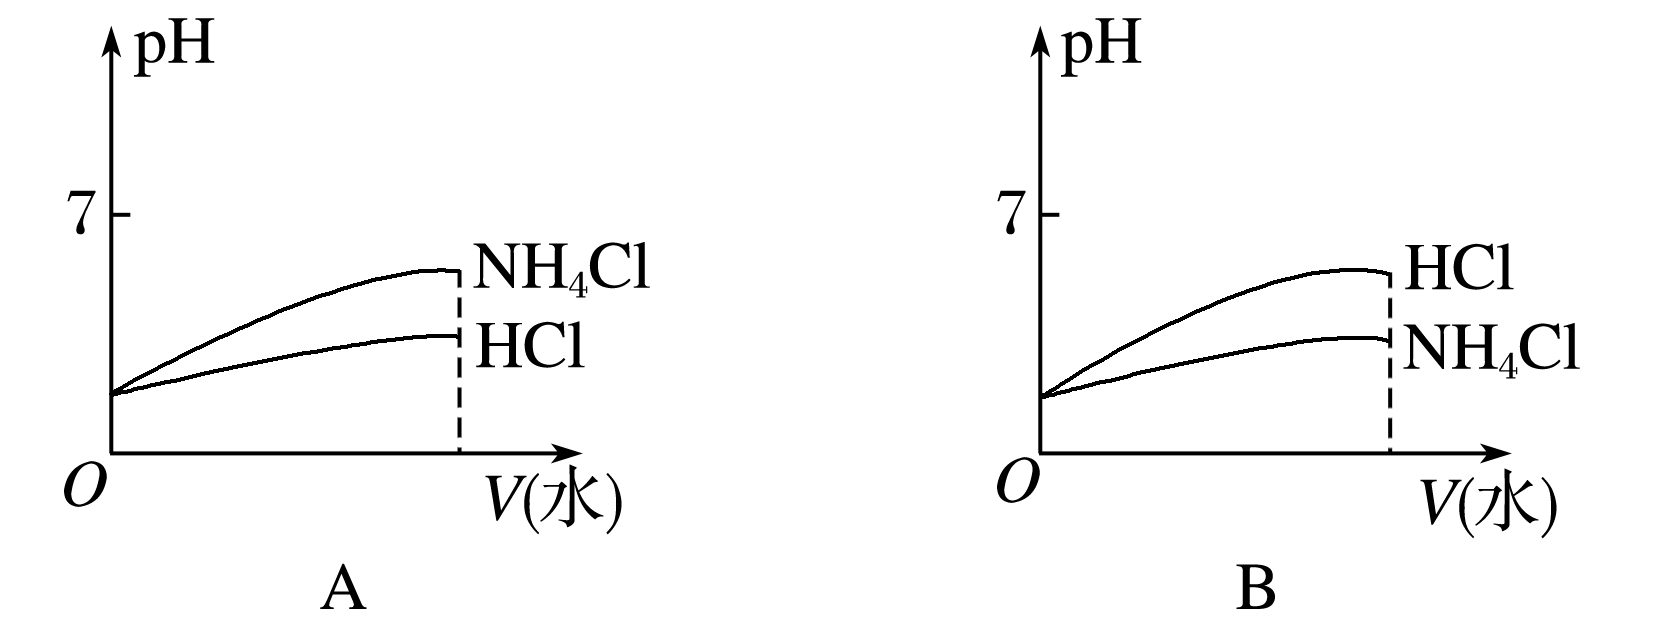 pH
7
NH₄Cl
HCl
O
V(水)
A
pH
7
HCl
NH₄Cl
O
V(水)
B